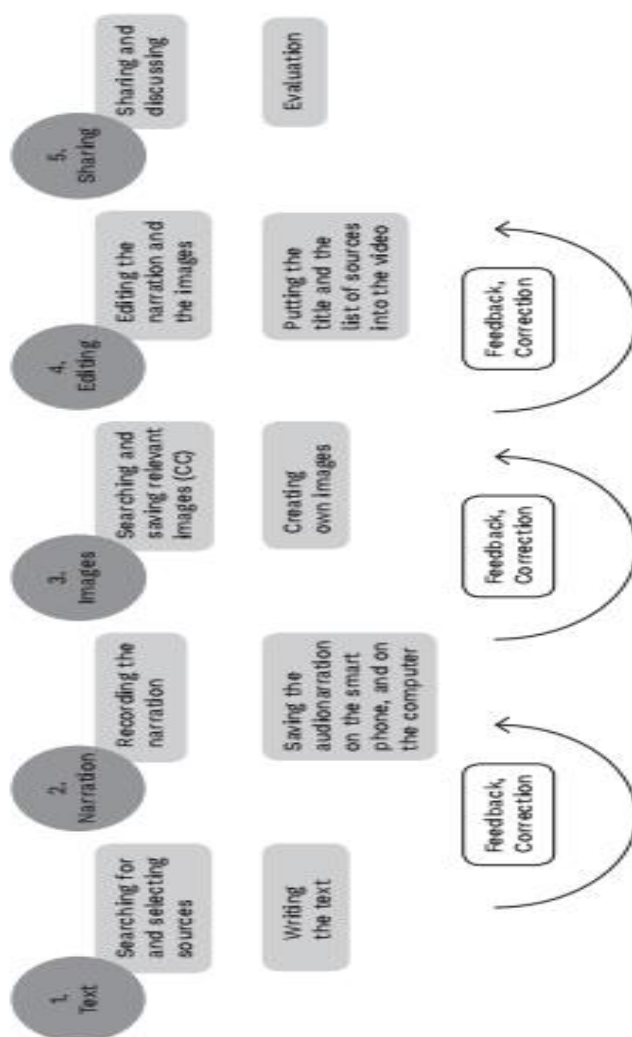 1.
Text
Searching for
and selecting
sources
Writing
the text
2.
Narration
Recording the
narration
Saving the
audionarration
on the smart
phone, and on
the computer
Feedback,
Correction
3.
Images
Searching and
saving relevant
images (CC)
Creating
own images
Feedback,
Correction
4.
Editing
Editing the
narration and
the images
Putting the
title and the
list of sources
into the video
Feedback,
Correction
5.
Sharing
Sharing and
discussing
Evaluation